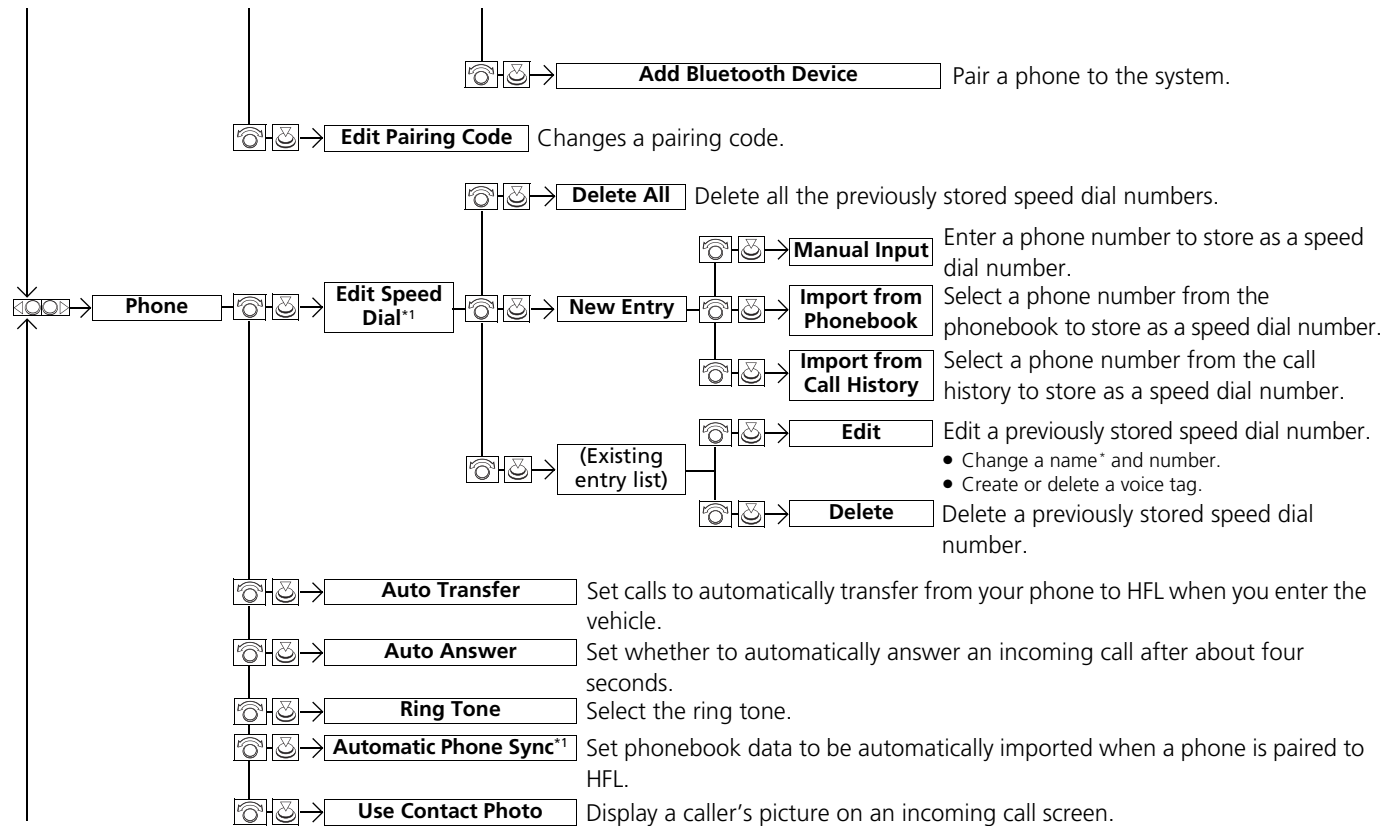 Add Bluetooth Device Pair a phone to the system.
Edit Pairing Code Changes a pairing code.
Delete All Delete all the previously stored speed dial numbers.
Manual Input Enter a phone number to store as a speed
dial number.
Phone
Edit Speed
Dial*1
New Entry
Import from
Phonebook
Select a phone number from the
phonebook to store as a speed dial number.
Import from
Call History
Select a phone number from the call
history to store as a speed dial number.
(Existing
entry list)
Edit Edit a previously stored speed dial number.
● Change a name* and number.
● Create or delete a voice tag.
Delete Delete a previously stored speed dial
number.
Auto Transfer Set calls to automatically transfer from your phone to HFL when you enter the
vehicle.
Auto Answer Set whether to automatically answer an incoming call after about four
seconds.
Ring Tone Select the ring tone.
Automatic Phone Sync*1 Set phonebook data to be automatically imported when a phone is paired to
HFL.
Use Contact Photo Display a caller's picture on an incoming call screen.